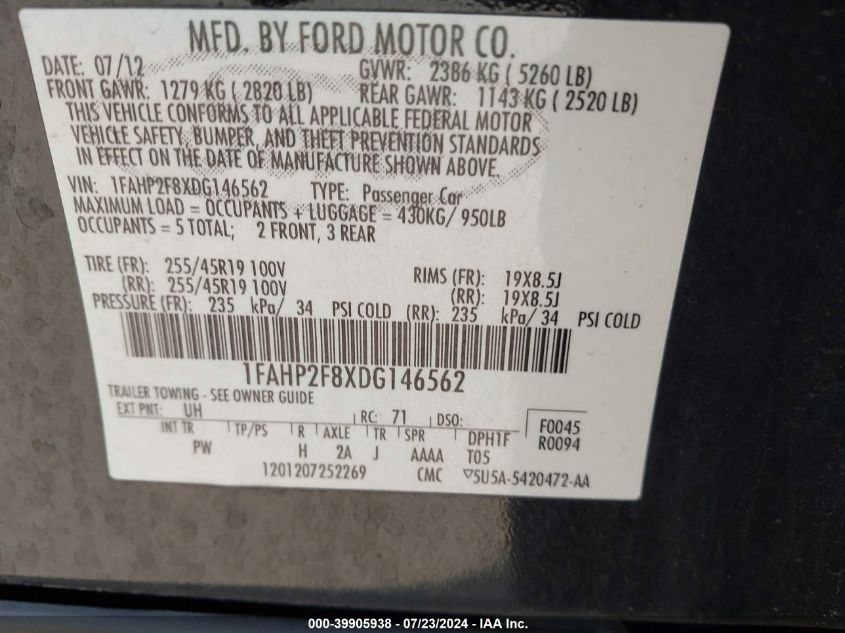 MFD. BY FORD MOTOR CO.
DATE: 07/12 GVWR: 2386 KG ( 5260 LB)
FRONT GAWR: 1279 KG ( 2820 LB) REAR GAWR: 1143 KG ( 2520 LB)
THIS VEHICLE CONFORMS TO ALL APPLICABLE FEDERAL MOTOR
VEHICLE SAFETY, BUMPER, AND THEFT PREVENTION STANDARDS
IN EFFECT ON THE DATE OF MANUFACTURE SHOWN ABOVE.
VIN: 1FAHP2F8XDG146562 TYPE: Passenger Car
MAXIMUM LOAD = OCCUPANTS + LUGGAGE = 430KG/ 950LB
OCCUPANTS = 5 TOTAL; 2 FRONT, 3 REAR
TIRE (FR): 255/45R19 100V RIMS (FR): 19X8.5J
(RR): 255/45R19 100V (RR): 19X8.5J
PRESSURE (FR): 235 kPa/ 34 PSI COLD (RR): 235 kPa/ 34 PSI COLD
1FAHP2F8XDG146562
TRAILER TOWING - SEE OWNER GUIDE
EXT PNT: UH RC: 71 DSO: F0045
INT TR TP/PS R AXLE TR SPR DPH1F R0094
PW H 2A J AAAA T05
1201207252269 CMC ▽5U5A-5420472-AA
000-39905938 - 07/23/2024 - IAA Inc.